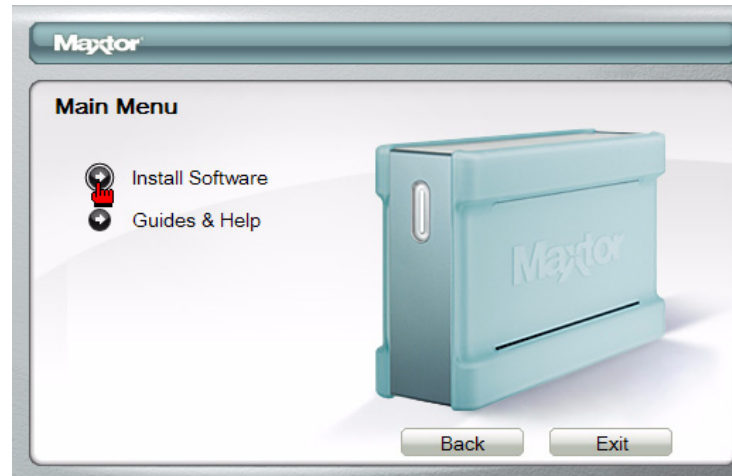 Maxtor
Main Menu
Install Software
Guides & Help
Maxtor
Back
Exit